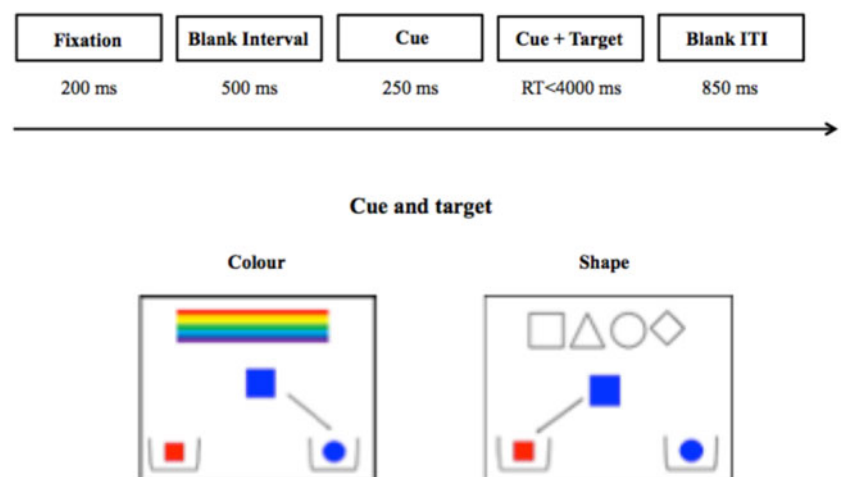 Fixation Blank Interval Cue Cue + Target Blank ITI
200 ms 500 ms 250 ms RT<4000 ms 850 ms
Cue and target
Colour Shape